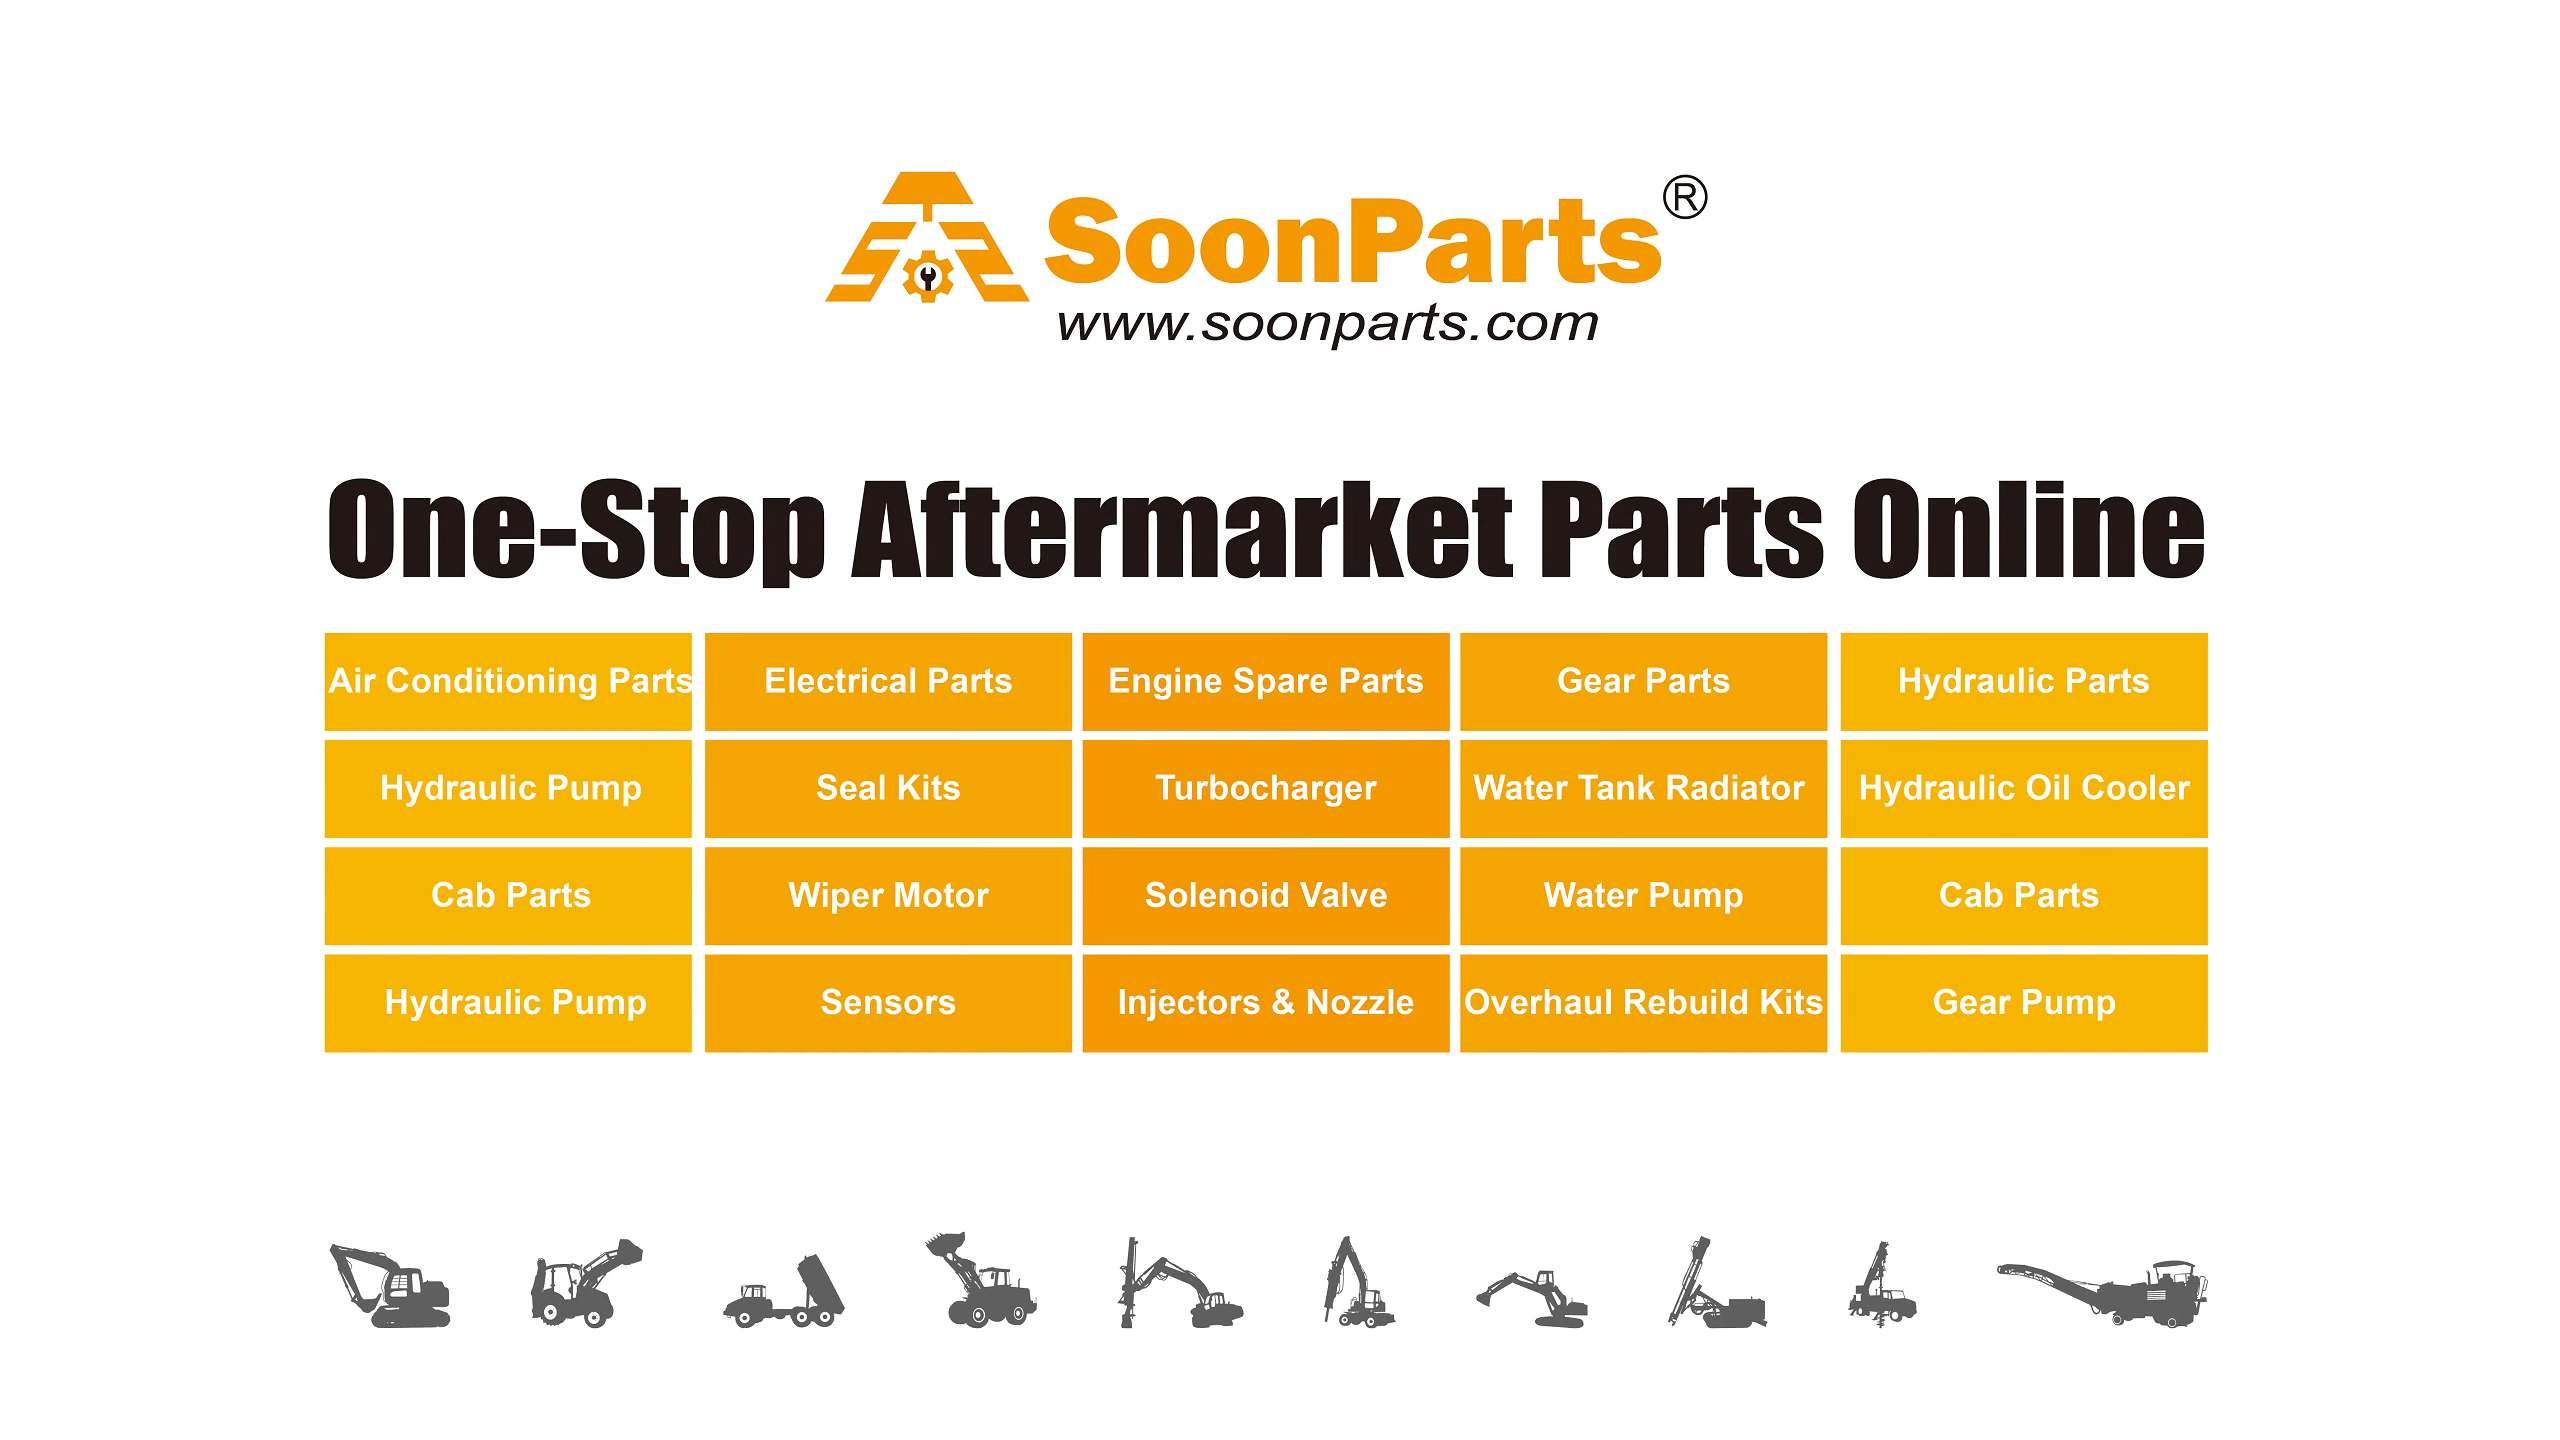 SoonParts®
www.soonparts.com
One-Stop Aftermarket Parts Online
Air Conditioning Parts Electrical Parts Engine Spare Parts Gear Parts Hydraulic Parts
Hydraulic Pump Seal Kits Turbocharger Water Tank Radiator Hydraulic Oil Cooler
Cab Parts Wiper Motor Solenoid Valve Water Pump Cab Parts
Hydraulic Pump Sensors Injectors & Nozzle Overhaul Rebuild Kits Gear Pump